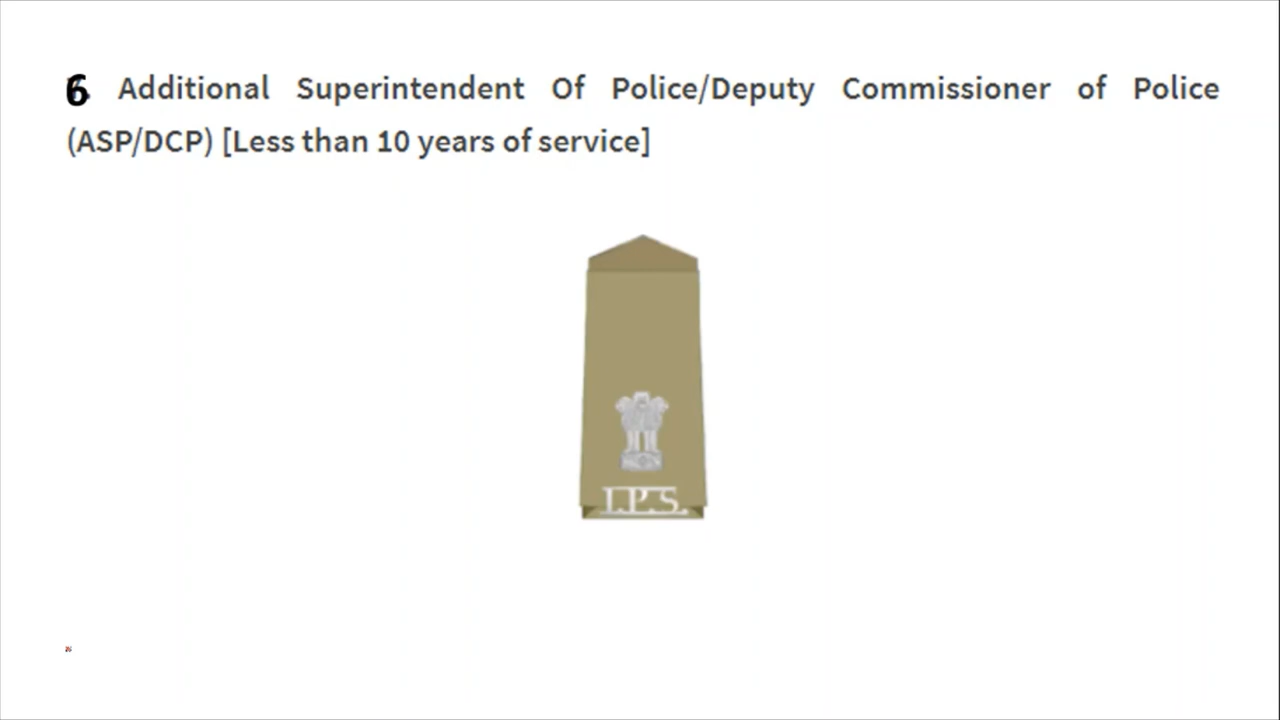 6 Additional Superintendent Of Police/Deputy Commissioner of Police
(ASP/DCP) [Less than 10 years of service]
I.P.S.